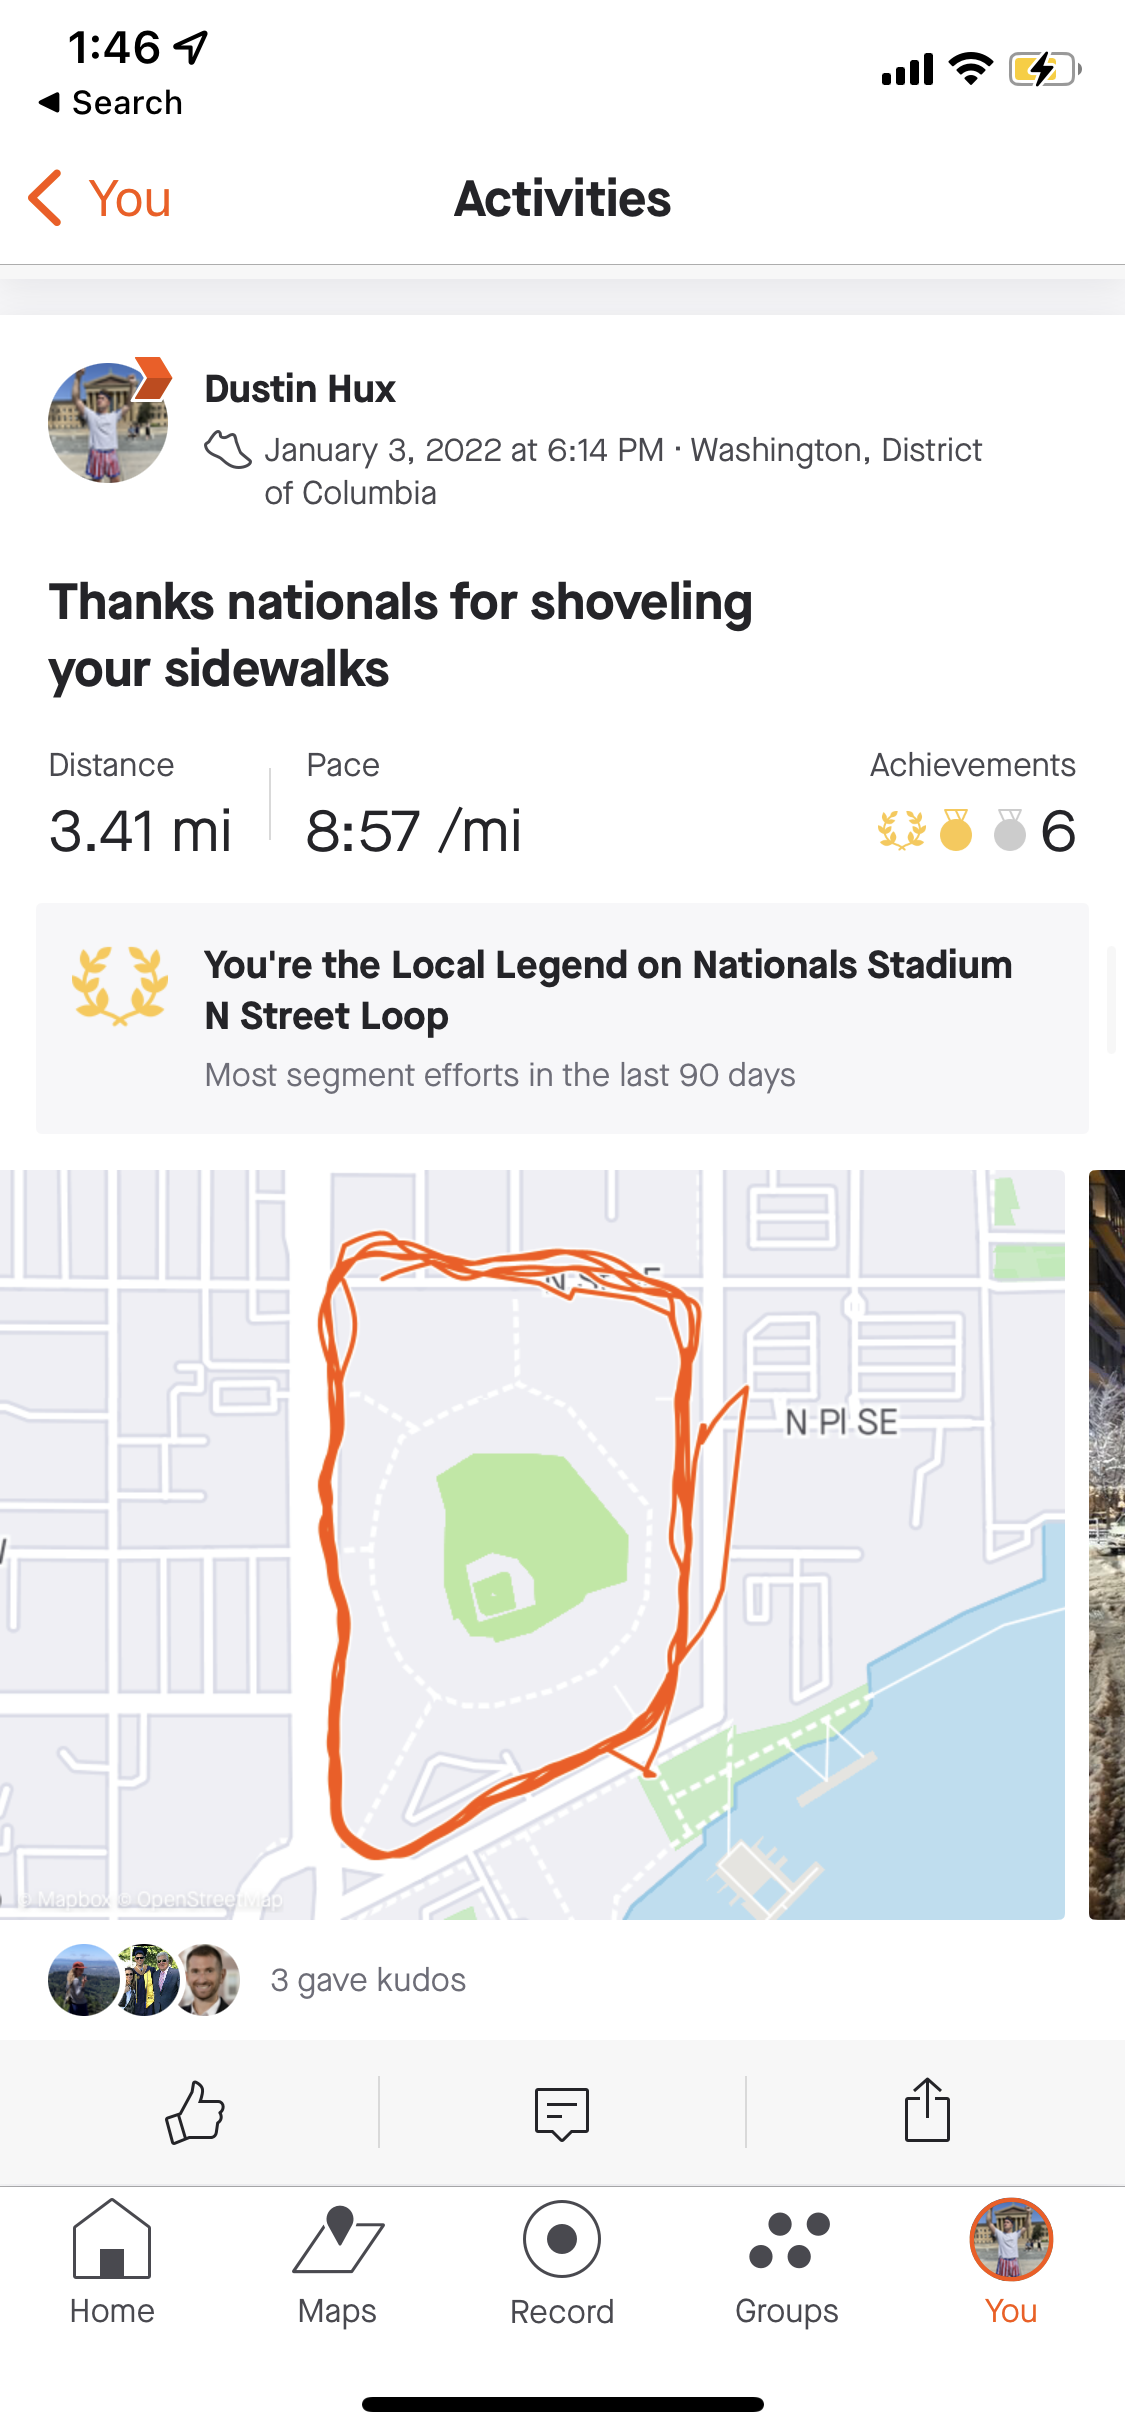 1:46
◀ Search
You
Activities
Dustin Hux
January 3, 2022 at 6:14 PM · Washington, District
of Columbia
Thanks nationals for shoveling
your sidewalks
Distance
Pace
Achievements
3.41 mi
8:57 /mi
6
You're the Local Legend on Nationals Stadium
N Street Loop
Most segment efforts in the last 90 days
N PI SE
© Mapbox © OpenStreetMap
3 gave kudos
Home
Maps
Record
Groups
You